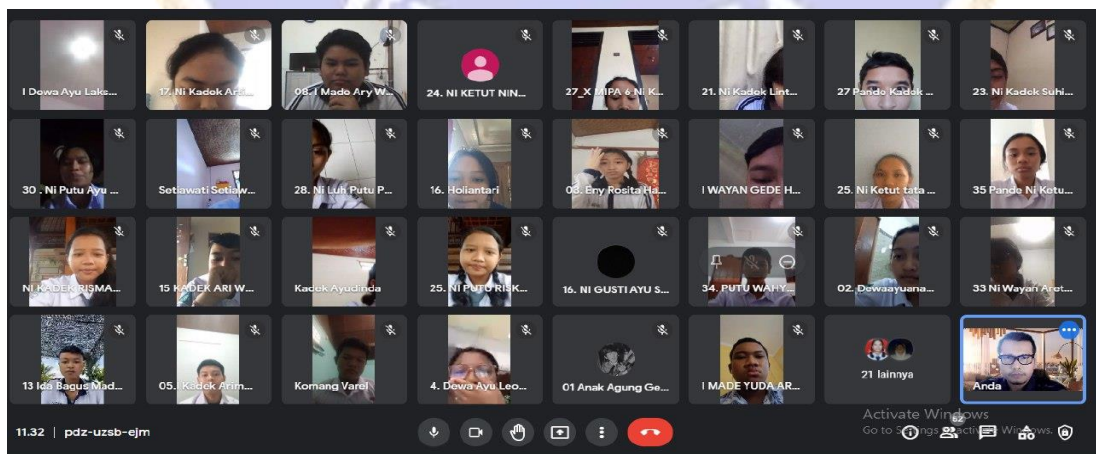 I Dewa Ayu Laks...
17. Ni Kadek Arti...
08. I Made Ary W...
24. NI KETUT NIN...
27_X MIPA 6_Ni K...
21. Ni Kadek Lint...
27 Pande Kadek ...
23. Ni Kadek Suhi...
30 . Ni Putu Ayu ...
Setiawati Setiaw...
28. Ni Luh Putu P...
16. Holiantari
03. Eny Rosita Ha...
I WAYAN GEDE H...
25. Ni Ketut tata ...
35 Pande Ni Ketu...
NI KADEK RISMA...
15 KADEK ARI W...
Kadek Ayudinda
25. NI PUTU RISK...
16. NI GUSTI AYU S...
34. PUTU WAHY...
02. Dewaayuana...
33 Ni Wayan Aret...
13 Ida Bagus Mad...
05. I Kadek Arim...
Komang Varel
4. Dewa Ayu Leo...
01 Anak Agung Ge...
I MADE YUDA AR...
21 lainnya
Anda
11.32 | pdz-uzsb-ejm
Activate Windows
Go to Settings to activate Windows.
52